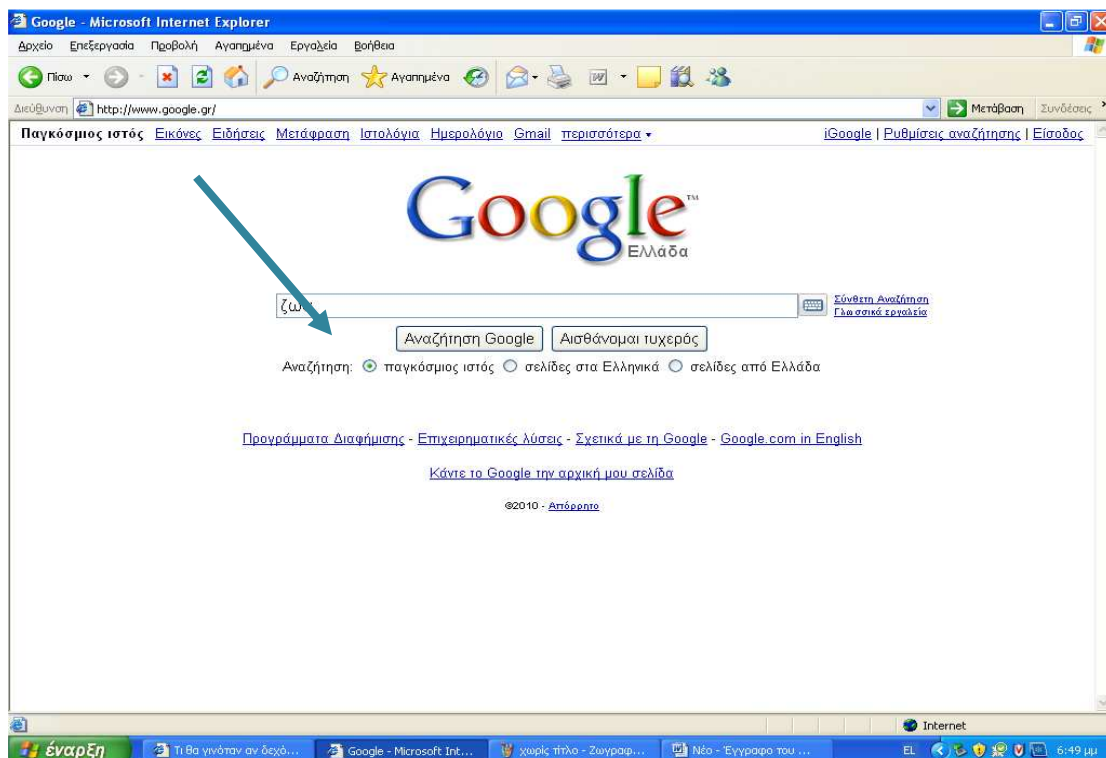 Google - Microsoft Internet Explorer
Αρχείο Επεξεργασία Προβολή Αγαπημένα Εργαλεία Βοήθεια
Πίσω Αναζήτηση Αγαπημένα
Διεύθυνση http://www.google.gr/ Μετάβαση Συνδέσεις
Παγκόσμιος ιστός Εικόνες Ειδήσεις Μετάφραση Ιστολόγια Ημερολόγιο Gmail περισσότερα iGoogle | Ρυθμίσεις αναζήτησης | Είσοδος
Google™
Ελλάδα
Σύνθετη Αναζήτηση
Γλωσσικά εργαλεία
Αναζήτηση Google Αισθάνομαι τυχερός
Αναζήτηση: παγκόσμιος ιστός σελίδες στα Ελληνικά σελίδες από Ελλάδα
Προγράμματα Διαφήμισης - Επιχειρηματικές λύσεις - Σχετικά με τη Google - Google.com in English
Κάντε το Google την αρχική μου σελίδα
©2010 - Απόρρητο
Internet
έναρξη Τι θα γινόταν αν δεχό... Google - Microsoft Int... χωρίς τίτλο - Ζωγραφ... Νέο - Έγγραφο του ... EL 6:49 μμ